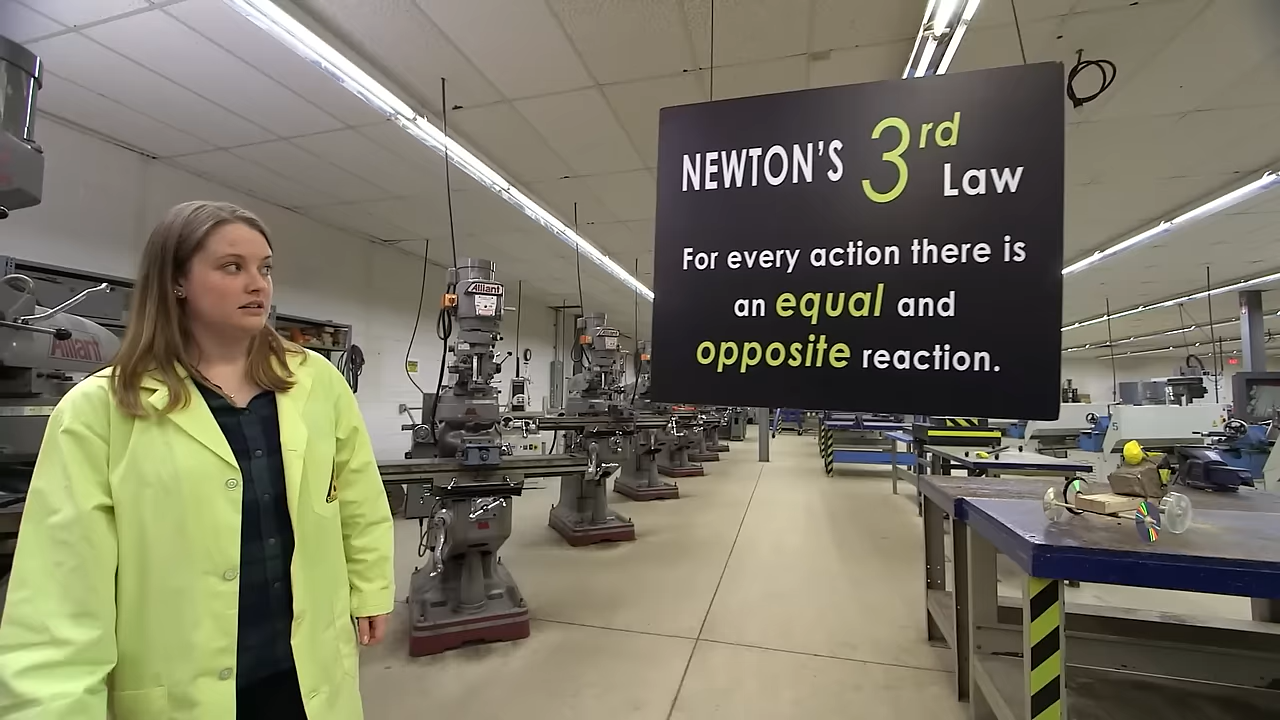 NEWTON'S 3rd Law
For every action there is
an equal and
opposite reaction.
Alliant
Alliant